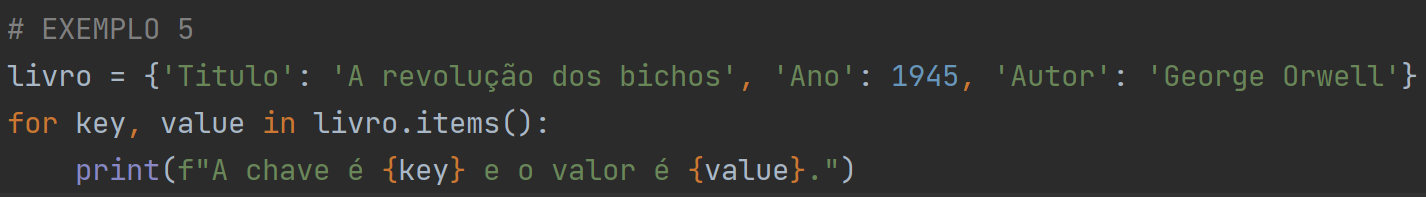 # EXEMPLO 5
livro = {'Titulo': 'A revolução dos bichos', 'Ano': 1945, 'Autor': 'George Orwell'}
for key, value in livro.items():
    print(f"A chave é {key} e o valor é {value}.")